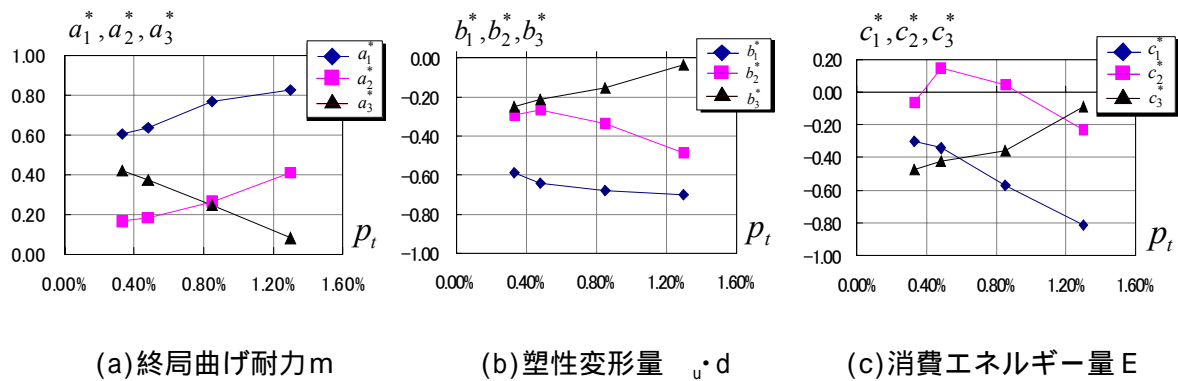 a₁*, a₂*, a₃*
1.00
0.80
0.60
0.40
0.20
0.00
0.00% 0.40% 0.80% 1.20% 1.60%
a₁*
a₂*
a₃*
pₜ
(a)終局曲げ耐力m
b₁*, b₂*, b₃*
0.00
−0.20
−0.40
−0.60
−0.80
−1.00
0.00% 0.40% 0.80% 1.20% 1.60%
b₁*
b₂*
b₃*
pₜ
(b)塑性変形量 ᵤ・d
c₁*, c₂*, c₃*
0.20
0.00
−0.20
−0.40
−0.60
−0.80
−1.00
0.00% 0.40% 0.80% 1.20% 1.60%
c₁*
c₂*
c₃*
pₜ
(c)消費エネルギー量E